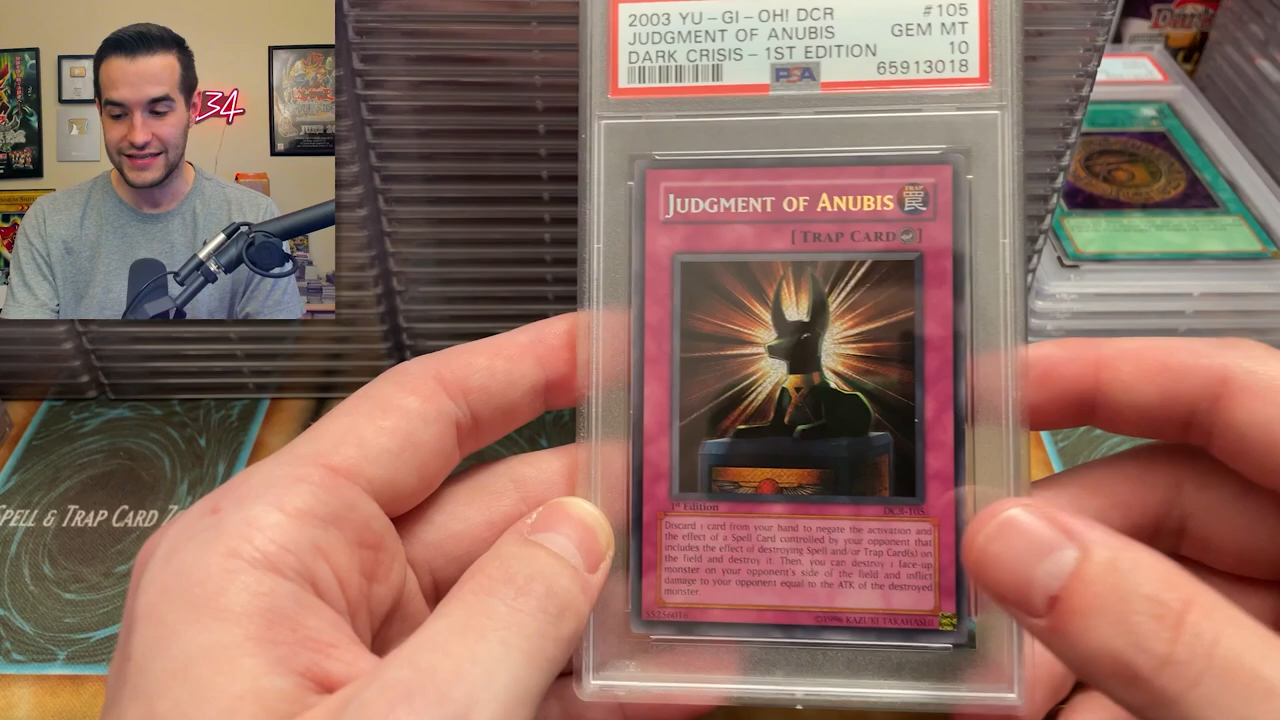 2003 YU-GI-OH! DCR #105
JUDGMENT OF ANUBIS GEM MT
DARK CRISIS-1ST EDITION 10
PSA 65913018
34
JUDGMENT OF ANUBIS TRAP 罠
[TRAP CARD]
1st Edition DCR-105
Discard 1 card from your hand to negate the activation and
the effect of a Spell Card controlled by your opponent that
includes the effect of destroying Spell and/or Trap Card(s) on
the field and destroy it. Then, you can destroy 1 face-up
monster on your opponent's side of the field and inflict
damage to your opponent equal to the ATK of the destroyed
monster.
55256016 ©1996 KAZUKI TAKAHASHI
SPELL & TRAP CARD